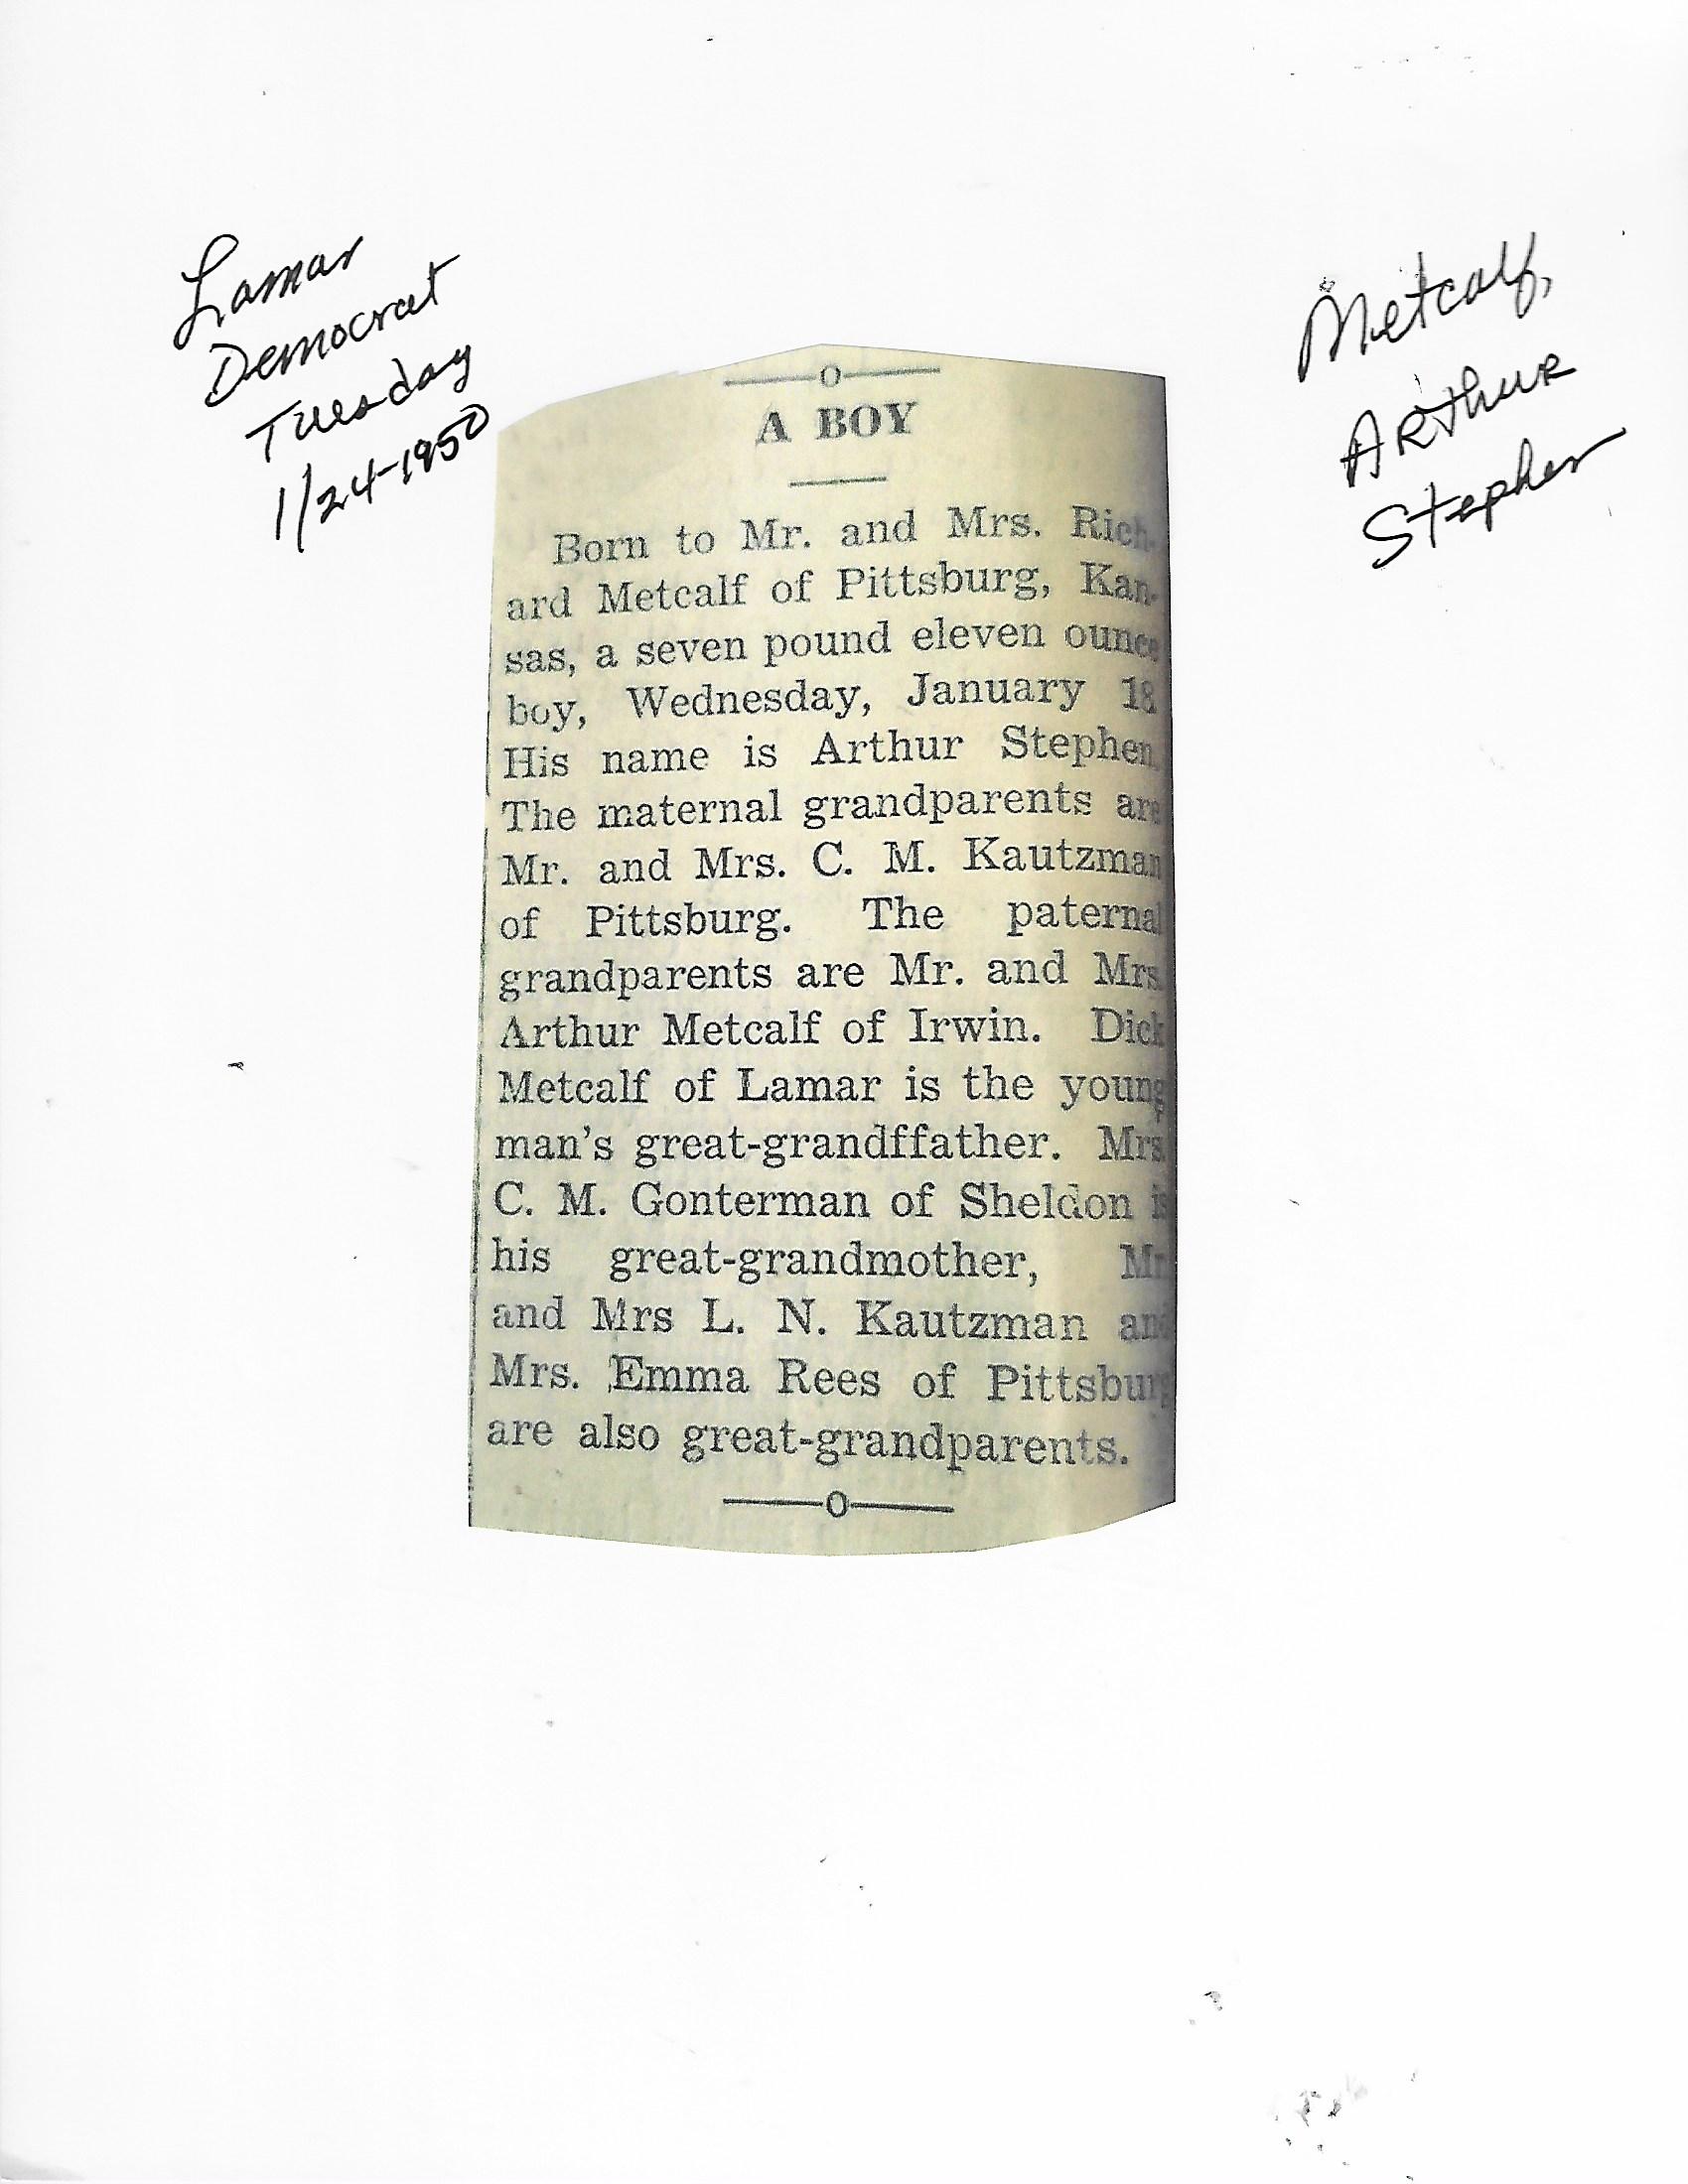 Lamar
Democrat
Tuesday
1/24-1950
Metcalf,
Arthur
Stephen
A BOY
Born to Mr. and Mrs. Rich-
ard Metcalf of Pittsburg, Kan-
sas, a seven pound eleven ounce
boy, Wednesday, January 18
His name is Arthur Stephen.
The maternal grandparents are
Mr. and Mrs. C. M. Kautzman
of Pittsburg. The paternal
grandparents are Mr. and Mrs.
Arthur Metcalf of Irwin. Dick
Metcalf of Lamar is the young
man's great-grandffather. Mrs.
C. M. Gonterman of Sheldon is
his great-grandmother, Mr
and Mrs L. N. Kautzman and
Mrs. Emma Rees of Pittsburg
are also great-grandparents.